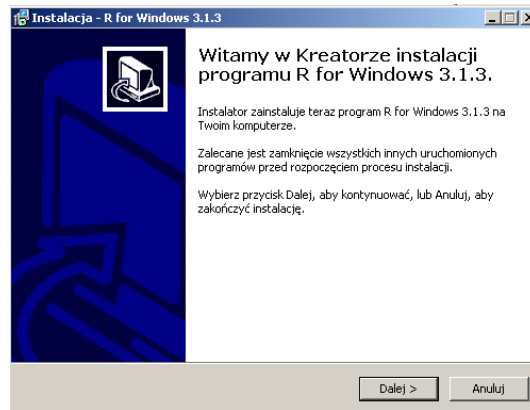 Instalacja - R for Windows 3.1.3
Witamy w Kreatorze instalacji
programu R for Windows 3.1.3.
Instalator zainstaluje teraz program R for Windows 3.1.3 na
Twoim komputerze.
Zalecane jest zamknięcie wszystkich innych uruchomionych
programów przed rozpoczęciem procesu instalacji.
Wybierz przycisk Dalej, aby kontynuować, lub Anuluj, aby
zakończyć instalację.
Dalej >
Anuluj